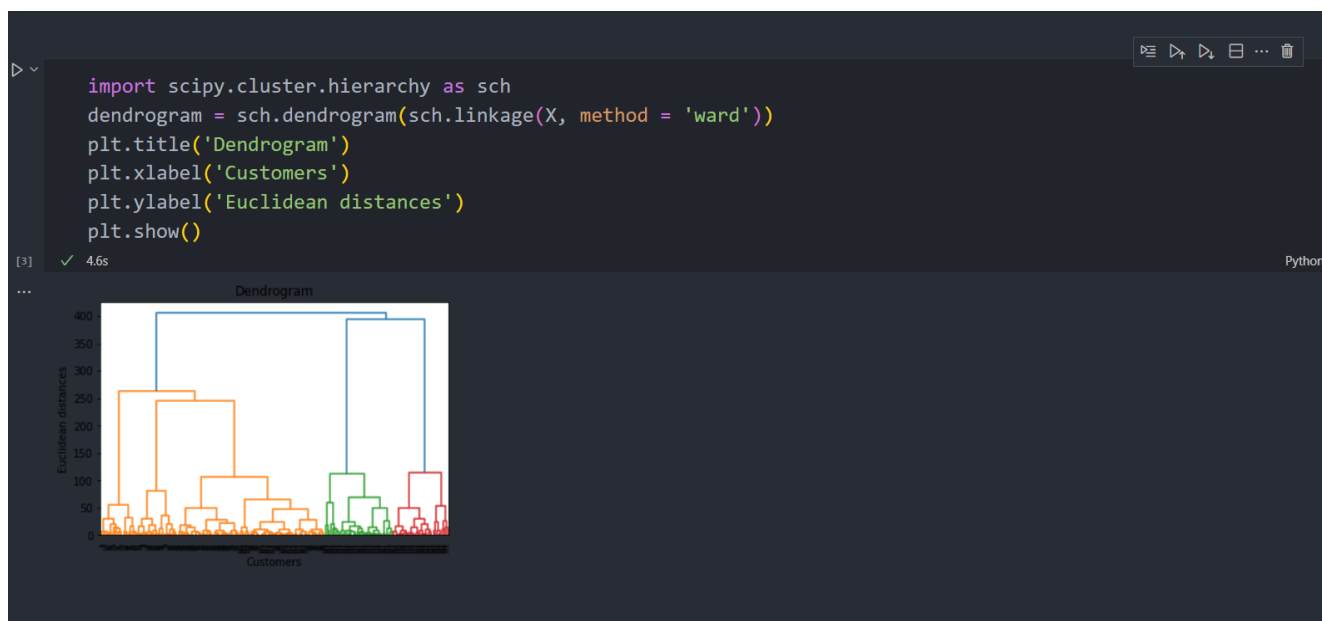 import scipy.cluster.hierarchy as sch
dendrogram = sch.dendrogram(sch.linkage(X, method = 'ward'))
plt.title('Dendrogram')
plt.xlabel('Customers')
plt.ylabel('Euclidean distances')
plt.show()
[3] ✓ 4.6s
Python
Dendrogram
400
350
300
250
200
150
100
50
0
Euclidean distances
Customers